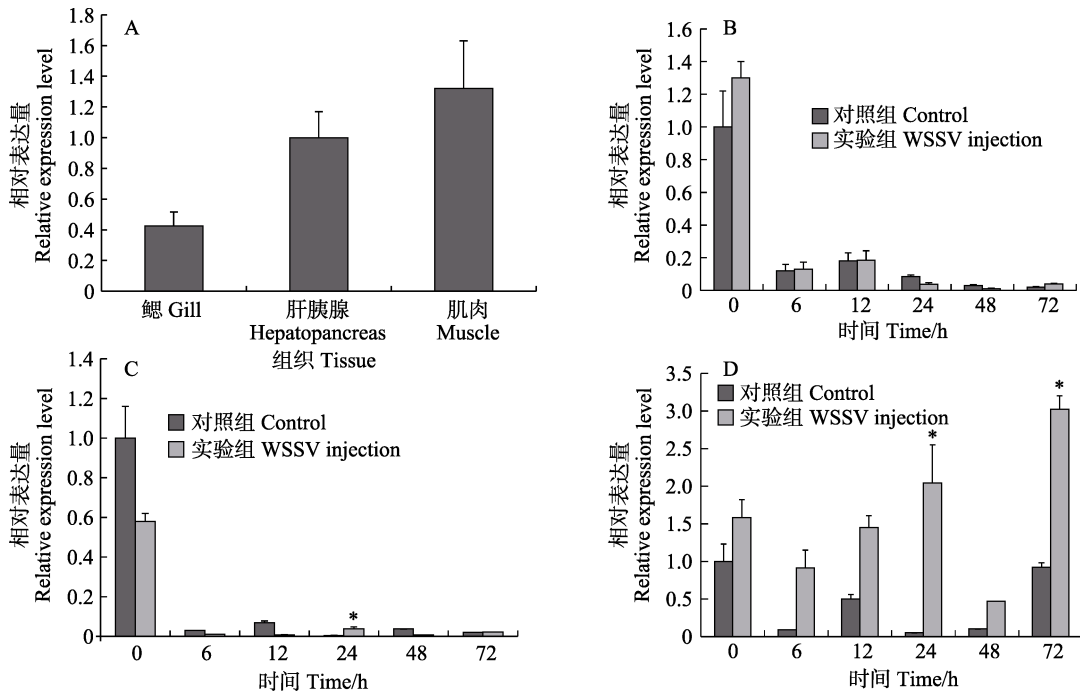 A
相对表达量
Relative expression level
1.8
1.6
1.4
1.2
1.0
0.8
0.6
0.4
0.2
0
鳃 Gill
肝胰腺
Hepatopancreas
肌肉
Muscle
组织 Tissue
B
相对表达量
Relative expression level
1.6
1.4
1.2
1.0
0.8
0.6
0.4
0.2
0
对照组 Control
实验组 WSSV injection
0 6 12 24 48 72
时间 Time/h
C
相对表达量
Relative expression level
1.4
1.2
1.0
0.8
0.6
0.4
0.2
0
对照组 Control
实验组 WSSV injection
*
0 6 12 24 48 72
时间 Time/h
D
相对表达量
Relative expression level
3.5
3.0
2.5
2.0
1.5
1.0
0.5
0
对照组 Control
实验组 WSSV injection
*
*
0 6 12 24 48 72
时间 Time/h